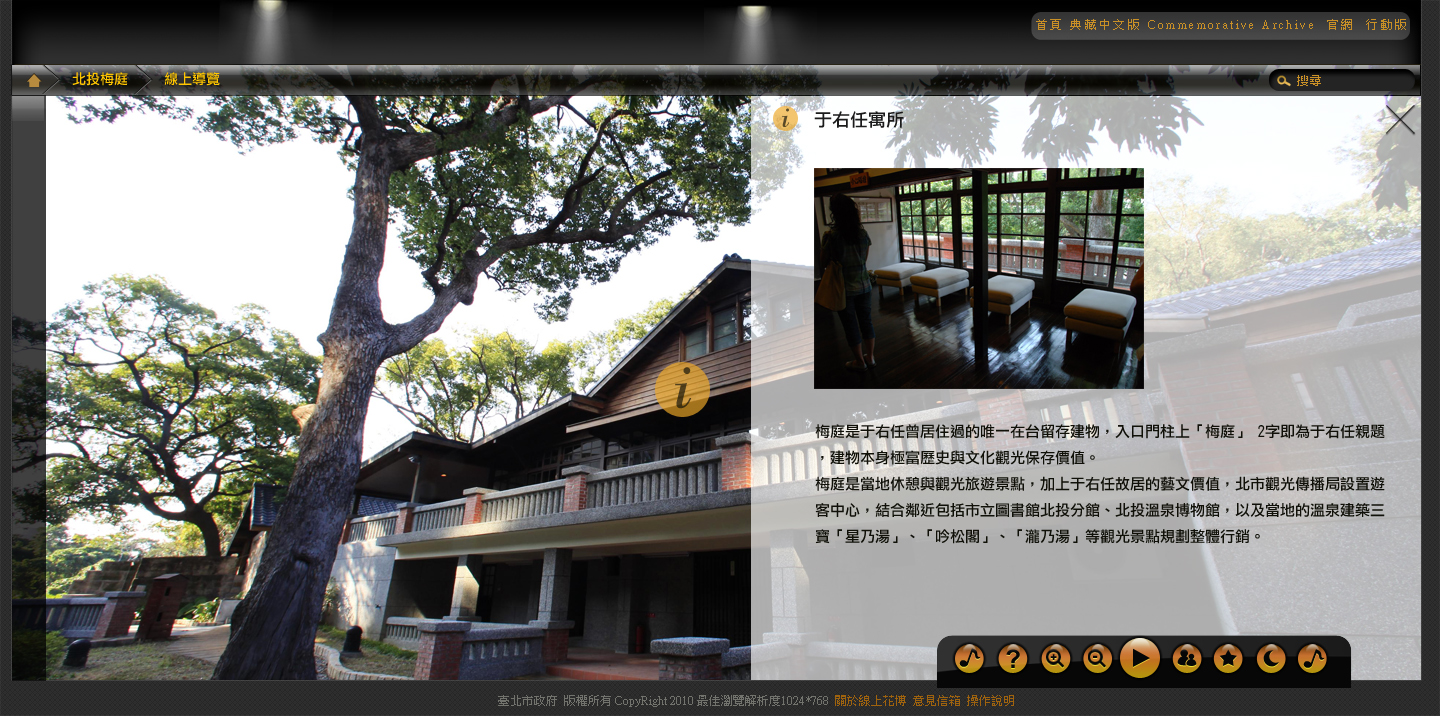 首頁 典藏中文版 Commemorative Archive 官網 行動版
北投梅庭 線上導覽 搜尋
于右任寓所
梅庭是于右任曾居住過的唯一在台留存建物，入口門柱上「梅庭」 2字即為于右任親題
，建物本身極富歷史與文化觀光保存價值。
梅庭是當地休憩與觀光旅遊景點，加上于右任故居的藝文價值，北市觀光傳播局設置遊
客中心，結合鄰近包括市立圖書館北投分館、北投溫泉博物館，以及當地的溫泉建築三
寶「星乃湯」、「吟松閣」、「瀧乃湯」等觀光景點規劃整體行銷。
臺北市政府 版權所有 CopyRight 2010 最佳瀏覽解析度1024*768 關於線上花博 意見信箱 操作說明